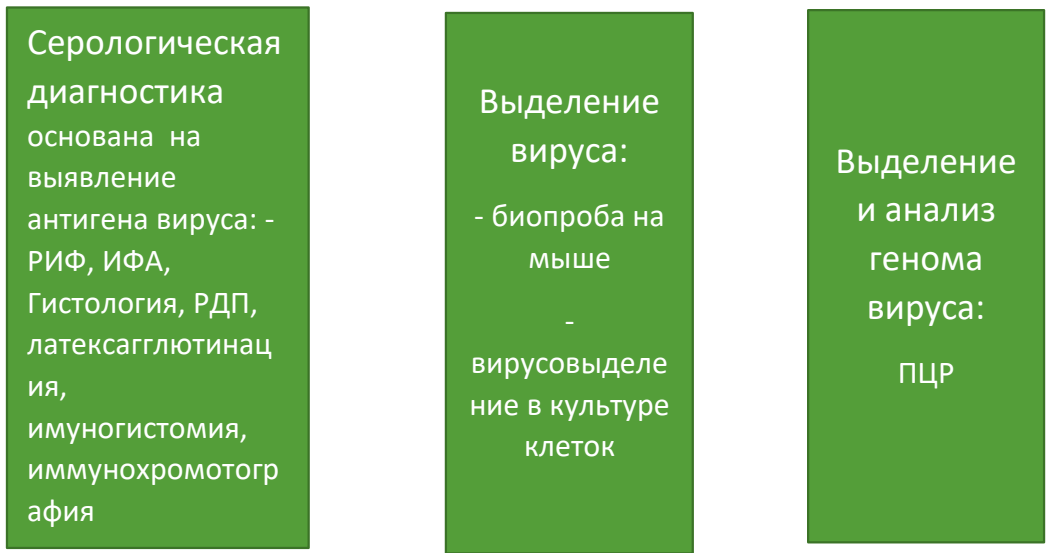 Серологическая
диагностика
основана на
выявление
антигена вируса: -
РИФ, ИФА,
Гистология, РДП,
латексагглютинац
ия,
имуногистомия,
иммунохромотогр
афия
Выделение
вируса:
- биопроба на
мыше
-
вирусовыделе
ние в культуре
клеток
Выделение
и анализ
генома
вируса:
ПЦР